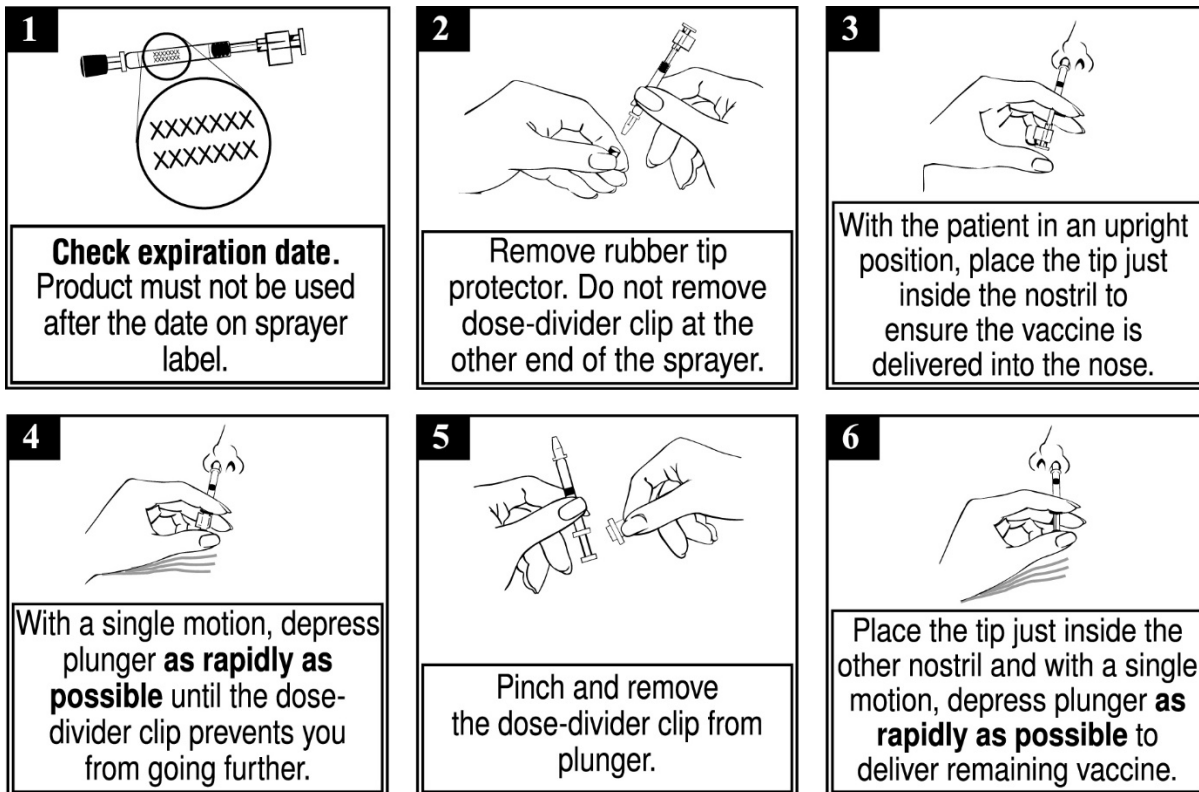 1
XXXXXXX
XXXXXXX
Check expiration date.
Product must not be used
after the date on sprayer
label.
2
Remove rubber tip
protector. Do not remove
dose-divider clip at the
other end of the sprayer.
3
With the patient in an upright
position, place the tip just
inside the nostril to
ensure the vaccine is
delivered into the nose.
4
With a single motion, depress
plunger as rapidly as
possible until the dose-
divider clip prevents you
from going further.
5
Pinch and remove
the dose-divider clip from
plunger.
6
Place the tip just inside the
other nostril and with a single
motion, depress plunger as
rapidly as possible to
deliver remaining vaccine.